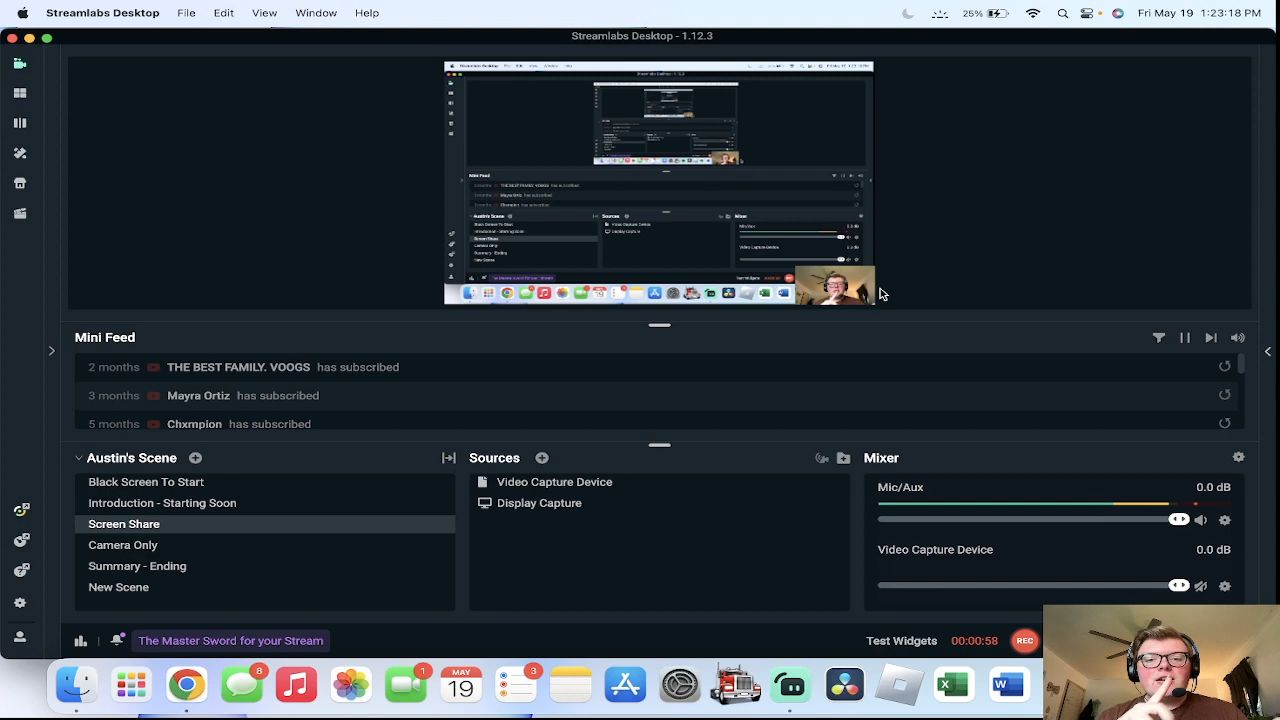 Streamlabs Desktop File Edit View Window Help 25% Fri May 19 1:23:18 PM
Streamlabs Desktop - 1.12.3
Mini Feed
2 months THE BEST FAMILY. VOOGS has subscribed
3 months Mayra Ortiz has subscribed
5 months Chxmpion has subscribed
Austin's Scene
Black Screen To Start
Introduction - Starting Soon
Screen Share
Camera Only
Summary - Ending
New Scene
Sources
Video Capture Device
Display Capture
Mixer
Mic/Aux 0.0 dB
Video Capture Device 0.0 dB
The Master Sword for your Stream Test Widgets 00:00:58 REC
8 1 MAY 19 3 X W